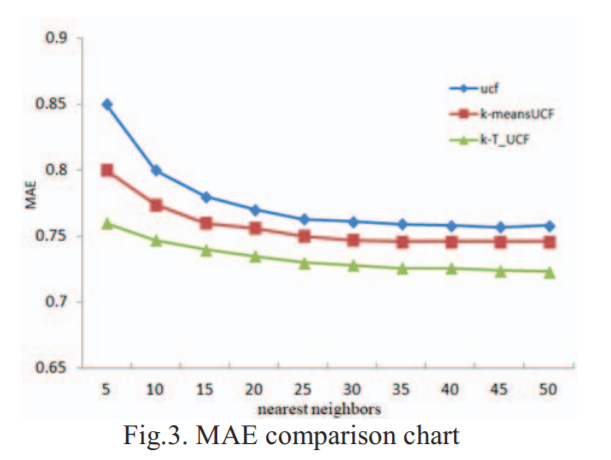 0.9
0.85
0.8
0.75
0.7
0.65
MAE
ucf
k-meansUCF
k-T_UCF
5 10 15 20 25 30 35 40 45 50
nearest neighbors
Fig.3. MAE comparison chart